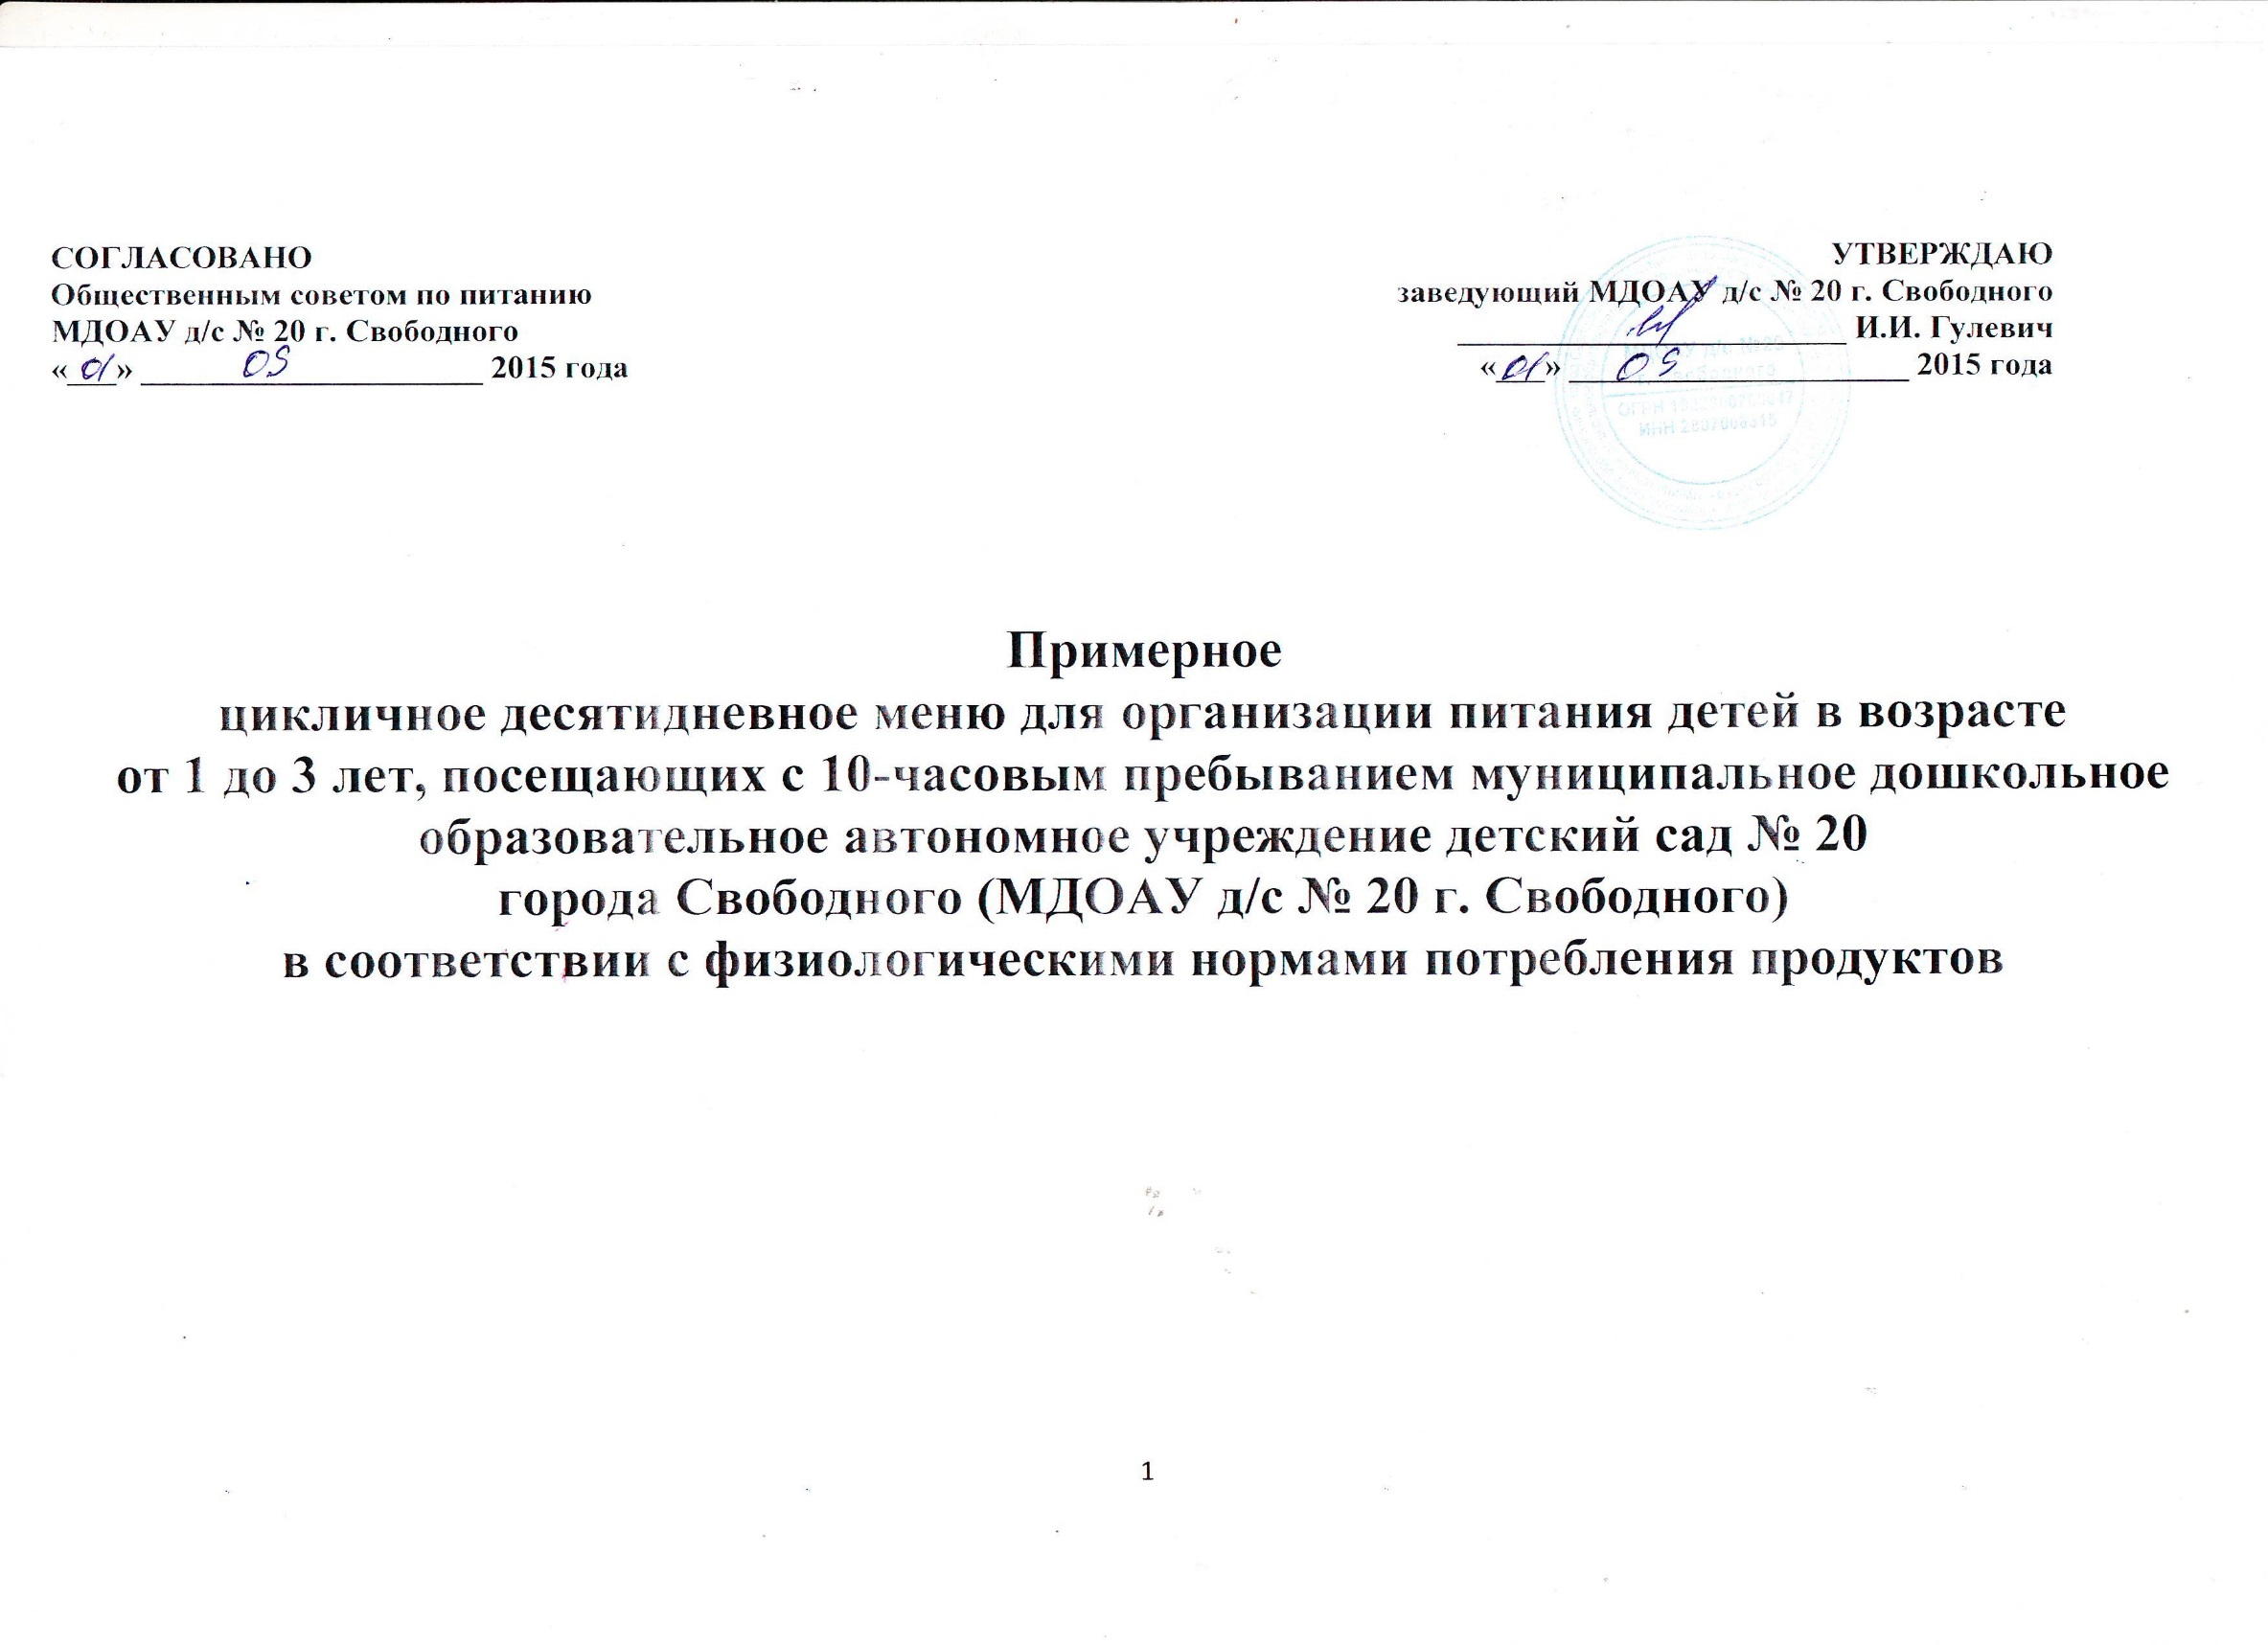 СОГЛАСОВАНО
Общественным советом по питанию
МДОАУ д/с № 20 г. Свободного
«01» 09 2015 года
УТВЕРЖДАЮ
заведующий МДОАУ д/с № 20 г. Свободного
И.И. Гулевич
«01» 09 2015 года
ИНН
Примерное
цикличное десятидневное меню для организации питания детей в возрасте
от 1 до 3 лет, посещающих с 10-часовым пребыванием муниципальное дошкольное
образовательное автономное учреждение детский сад № 20
города Свободного (МДОАУ д/с № 20 г. Свободного)
в соответствии с физиологическими нормами потребления продуктов
1